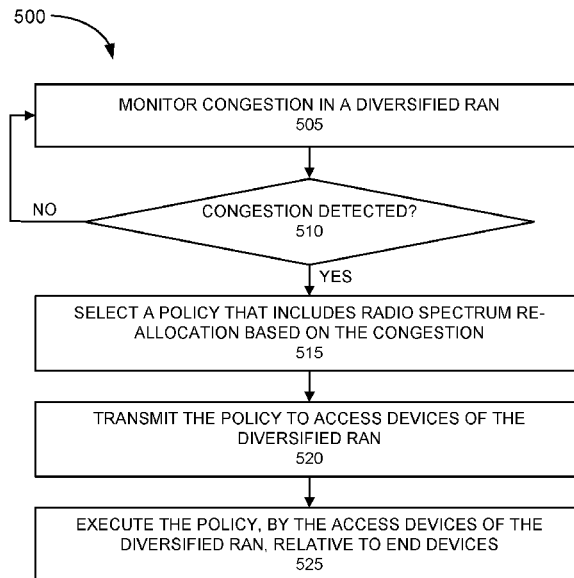 500
MONITOR CONGESTION IN A DIVERSIFIED RAN
505
NO
CONGESTION DETECTED?
510
YES
SELECT A POLICY THAT INCLUDES RADIO SPECTRUM RE-
ALLOCATION BASED ON THE CONGESTION
515
TRANSMIT THE POLICY TO ACCESS DEVICES OF THE
DIVERSIFIED RAN
520
EXECUTE THE POLICY, BY THE ACCESS DEVICES OF THE
DIVERSIFIED RAN, RELATIVE TO END DEVICES
525